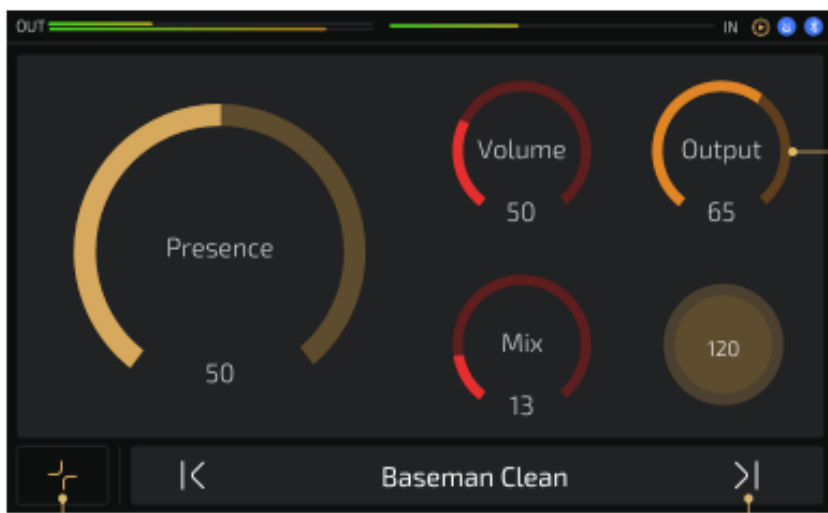 OUT IN
Presence
50
Volume
50
Output
65
Mix
13
120
Baseman Clean